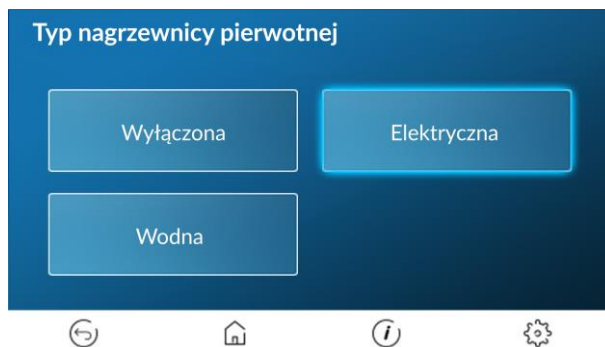 Typ nagrzewnicy pierwotnej
Wyłączona
Elektryczna
Wodna
i